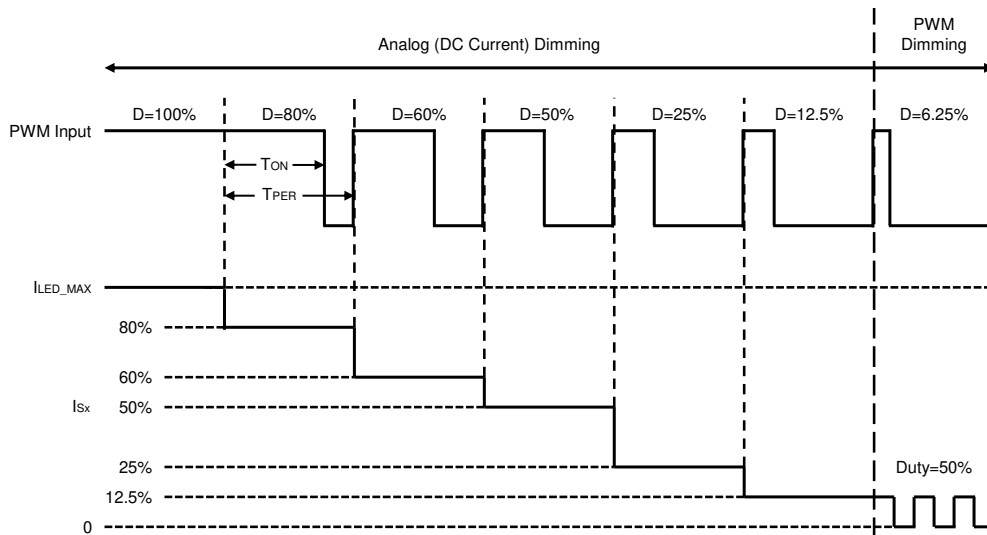 Analog (DC Current) Dimming
PWM
Dimming
D=100% D=80% D=60% D=50% D=25% D=12.5% D=6.25%
PWM Input
TON
TPER
ILED_MAX
80%
60%
ISx
50%
25%
Duty=50%
12.5%
0